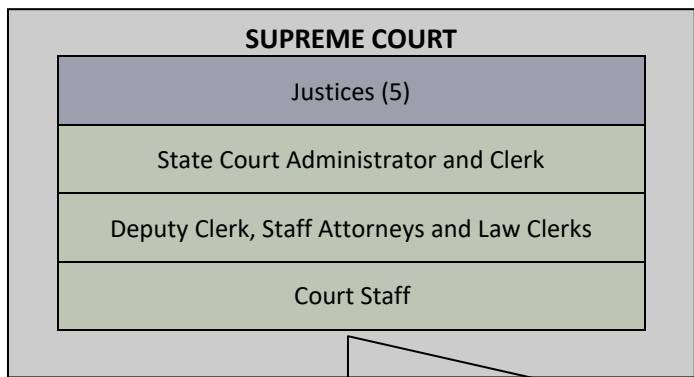 SUPREME COURT
Justices (5)
State Court Administrator and Clerk
Deputy Clerk, Staff Attorneys and Law Clerks
Court Staff